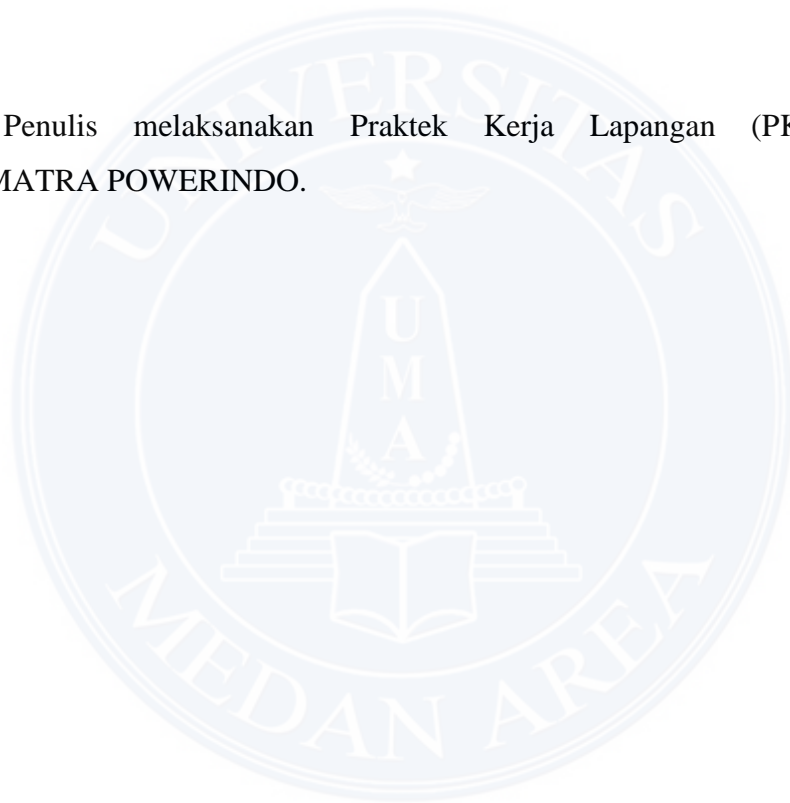 Penulis melaksanakan Praktek Kerja Lapangan (PK
MATRA POWERINDO.
UNIVERSITAS
U
M
A
MEDAN AREA